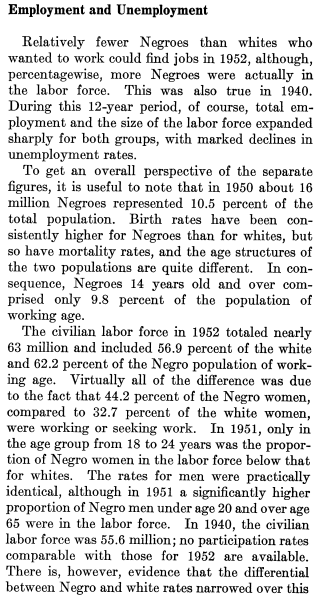 Employment and Unemployment
Relatively fewer Negroes than whites who
wanted to work could find jobs in 1952, although,
percentagewise, more Negroes were actually in
the labor force. This was also true in 1940.
During this 12-year period, of course, total em-
ployment and the size of the labor force expanded
sharply for both groups, with marked declines in
unemployment rates.
To get an overall perspective of the separate
figures, it is useful to note that in 1950 about 16
million Negroes represented 10.5 percent of the
total population. Birth rates have been con-
sistently higher for Negroes than for whites, but
so have mortality rates, and the age structures of
the two populations are quite different. In con-
sequence, Negroes 14 years old and over com-
prised only 9.8 percent of the population of
working age.
The civilian labor force in 1952 totaled nearly
63 million and included 56.9 percent of the white
and 62.2 percent of the Negro population of work-
ing age. Virtually all of the difference was due
to the fact that 44.2 percent of the Negro women,
compared to 32.7 percent of the white women,
were working or seeking work. In 1951, only in
the age group from 18 to 24 years was the propor-
tion of Negro women in the labor force below that
for whites. The rates for men were practically
identical, although in 1951 a significantly higher
proportion of Negro men under age 20 and over age
65 were in the labor force. In 1940, the civilian
labor force was 55.6 million; no participation rates
comparable with those for 1952 are available.
There is, however, evidence that the differential
between Negro and white rates narrowed over this